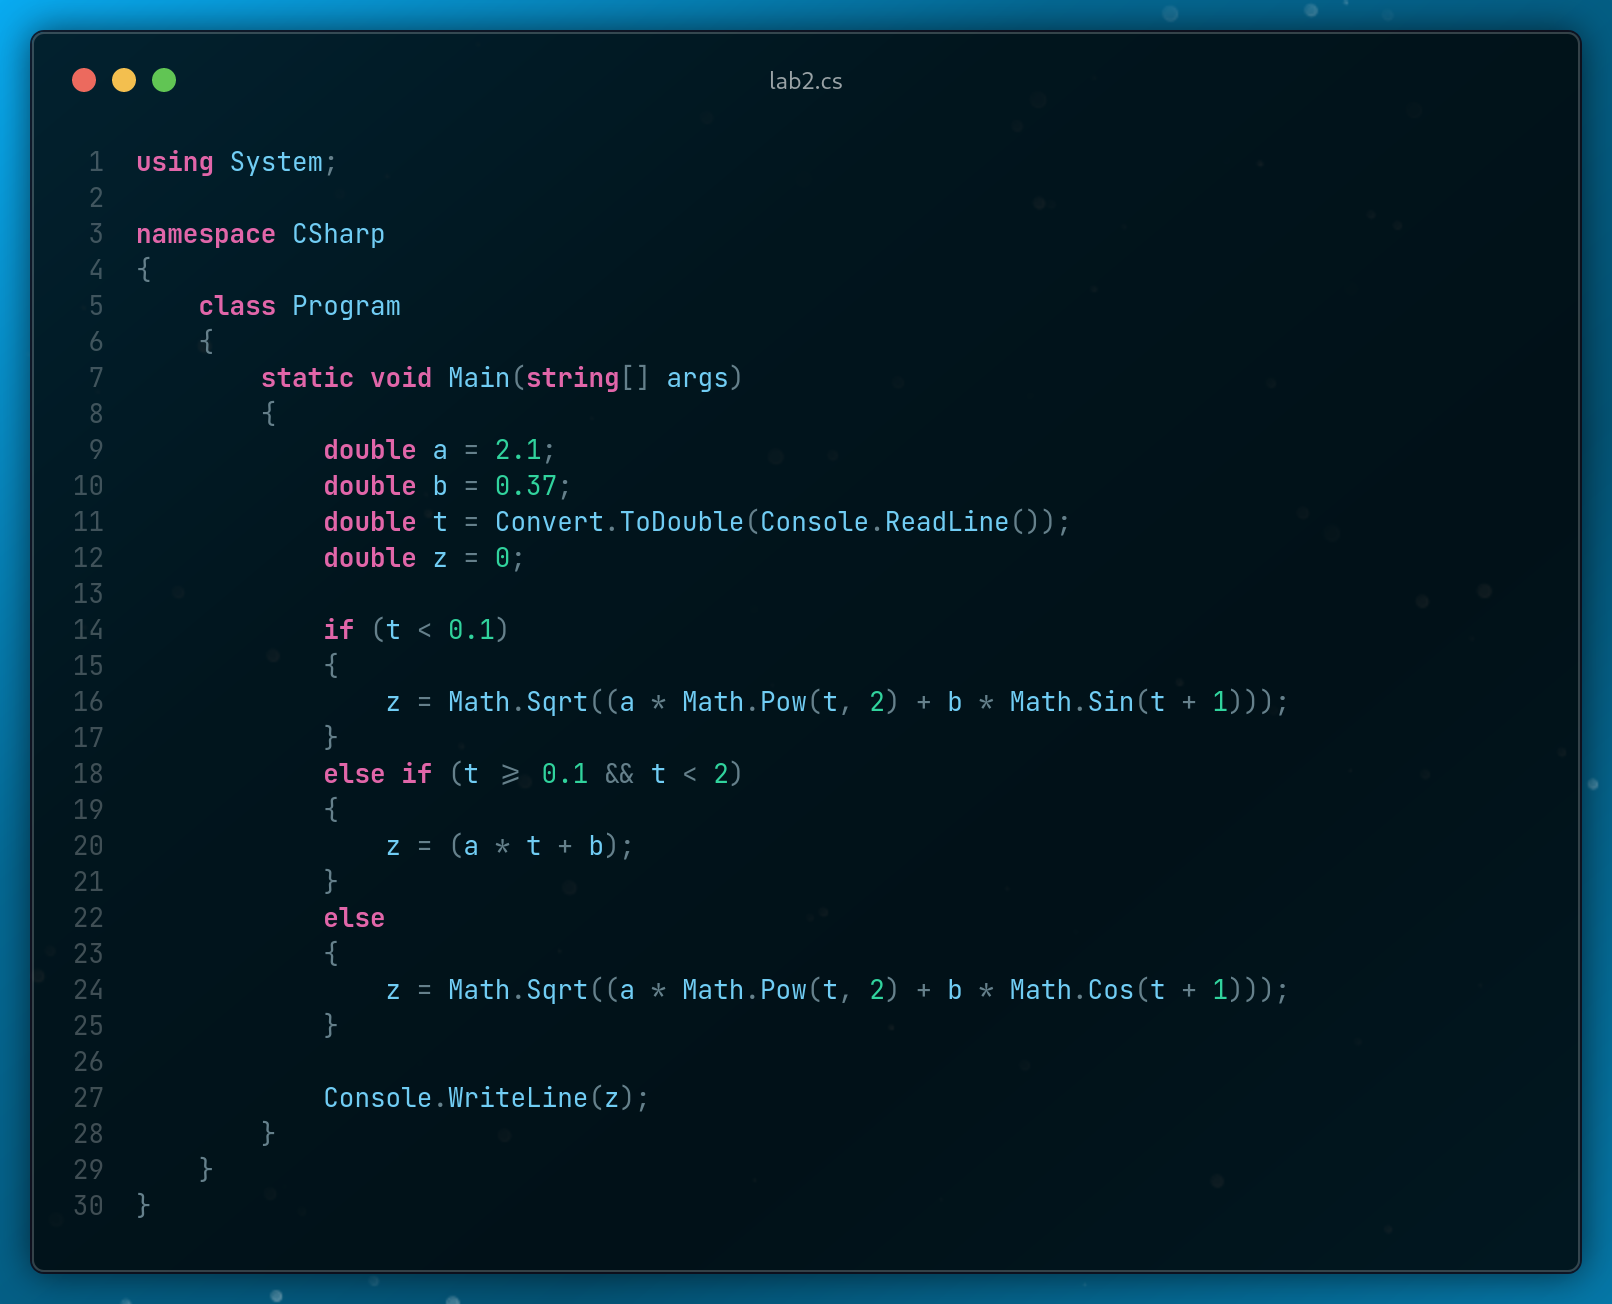 lab2.cs
1 using System;
2
3 namespace CSharp
4 {
5     class Program
6     {
7         static void Main(string[] args)
8         {
9             double a = 2.1;
10             double b = 0.37;
11             double t = Convert.ToDouble(Console.ReadLine());
12             double z = 0;
13
14             if (t < 0.1)
15             {
16                 z = Math.Sqrt((a * Math.Pow(t, 2) + b * Math.Sin(t + 1)));
17             }
18             else if (t >= 0.1 && t < 2)
19             {
20                 z = (a * t + b);
21             }
22             else
23             {
24                 z = Math.Sqrt((a * Math.Pow(t, 2) + b * Math.Cos(t + 1)));
25             }
26
27             Console.WriteLine(z);
28         }
29     }
30 }